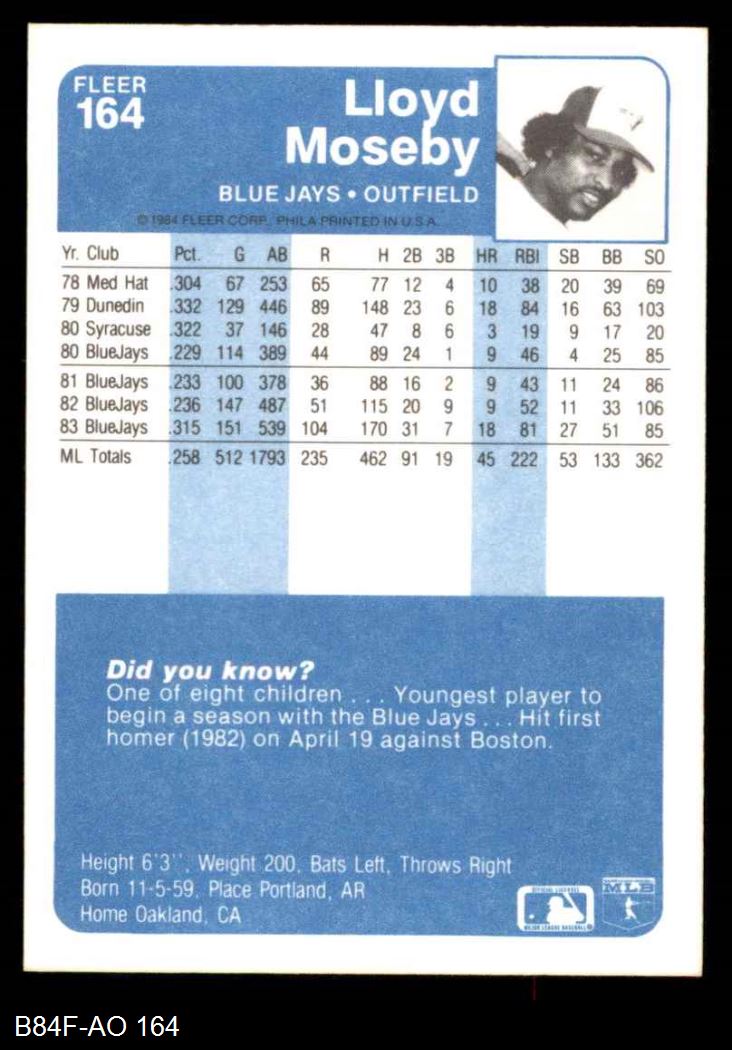 FLEER
164
Lloyd
Moseby
BLUE JAYS • OUTFIELD
© 1984 FLEER CORP., PHILA PRINTED IN U.S.A.
Yr. Club Pct. G AB R H 2B 3B HR RBI SB BB SO
78 Med Hat .304 67 253 65 77 12 4 10 38 20 39 69
79 Dunedin .332 129 446 89 148 23 6 18 84 16 63 103
80 Syracuse .322 37 146 28 47 8 6 3 19 9 17 20
80 BlueJays .229 114 389 44 89 24 1 9 46 4 25 85
81 BlueJays .233 100 378 36 88 16 2 9 43 11 24 86
82 BlueJays .236 147 487 51 115 20 9 9 52 11 33 106
83 BlueJays .315 151 539 104 170 31 7 18 81 27 51 85
ML Totals .258 512 1793 235 462 91 19 45 222 53 133 362
Did you know?
One of eight children . . . Youngest player to
begin a season with the Blue Jays . . . Hit first
homer (1982) on April 19 against Boston.
Height 6'3'', Weight 200, Bats Left, Throws Right
Born 11-5-59, Place Portland, AR
Home Oakland, CA
MAJOR LEAGUE BASEBALL
MLB
B84F-AO 164